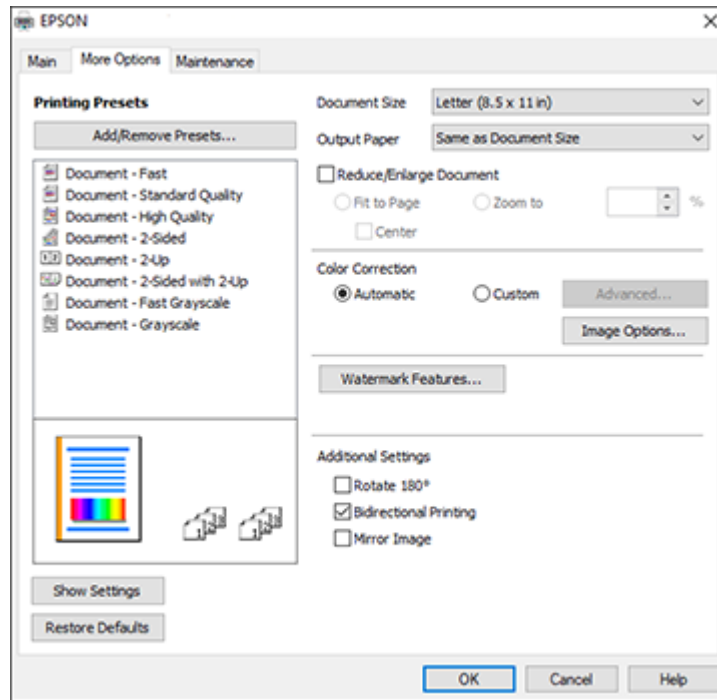 EPSON
Main More Options Maintenance
Printing Presets
Add/Remove Presets...
Document - Fast
Document - Standard Quality
Document - High Quality
Document - 2-Sided
Document - 2-Up
Document - 2-Sided with 2-Up
Document - Fast Grayscale
Document - Grayscale
Show Settings
Restore Defaults
Document Size Letter (8.5 x 11 in)
Output Paper Same as Document Size
Reduce/Enlarge Document
Fit to Page Zoom to %
Center
Color Correction
Automatic Custom Advanced...
Image Options...
Watermark Features...
Additional Settings
Rotate 180°
Bidirectional Printing
Mirror Image
OK Cancel Help